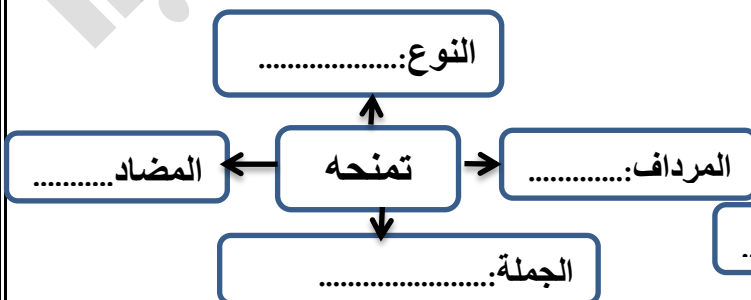 النوع:...................
المرداف:.............
تمنحه
المضاد...........
الجملة:.......................